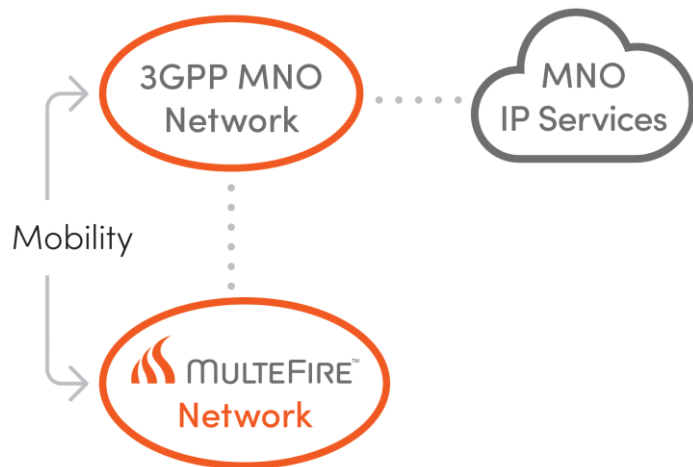 3GPP MNO
Network
MNO
IP Services
Mobility
MULTEFIRE™
Network